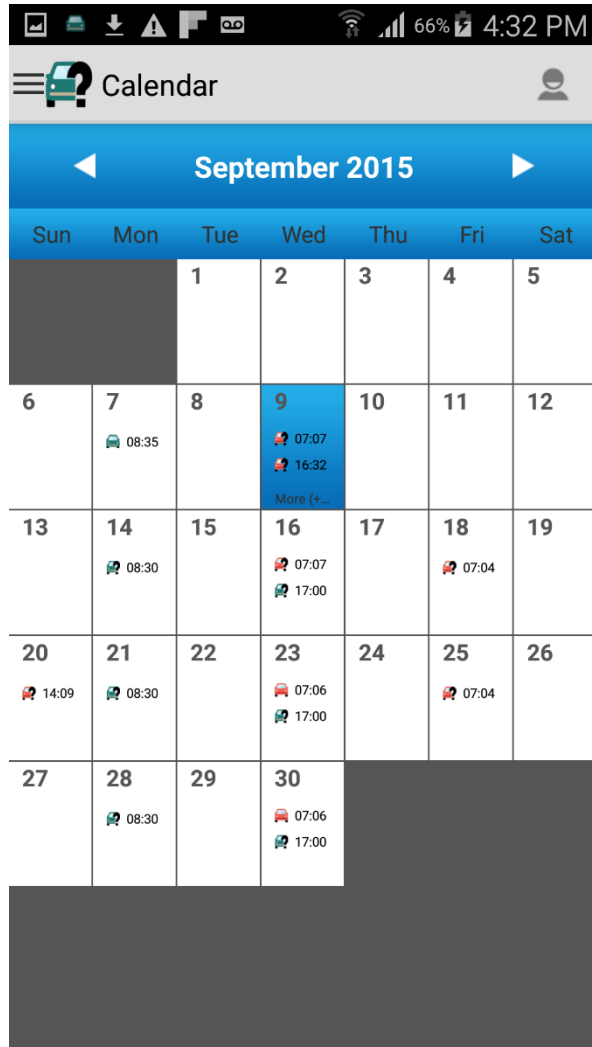 66% 4:32 PM
Calendar
September 2015
Sun Mon Tue Wed Thu Fri Sat
1 2 3 4 5
6 7 8 9 10 11 12
08:35 07:07
16:32
More (+...
13 14 15 16 17 18 19
08:30 07:07 07:04
17:00
20 21 22 23 24 25 26
14:09 08:30 07:06 07:04
17:00
27 28 29 30
08:30 07:06
17:00